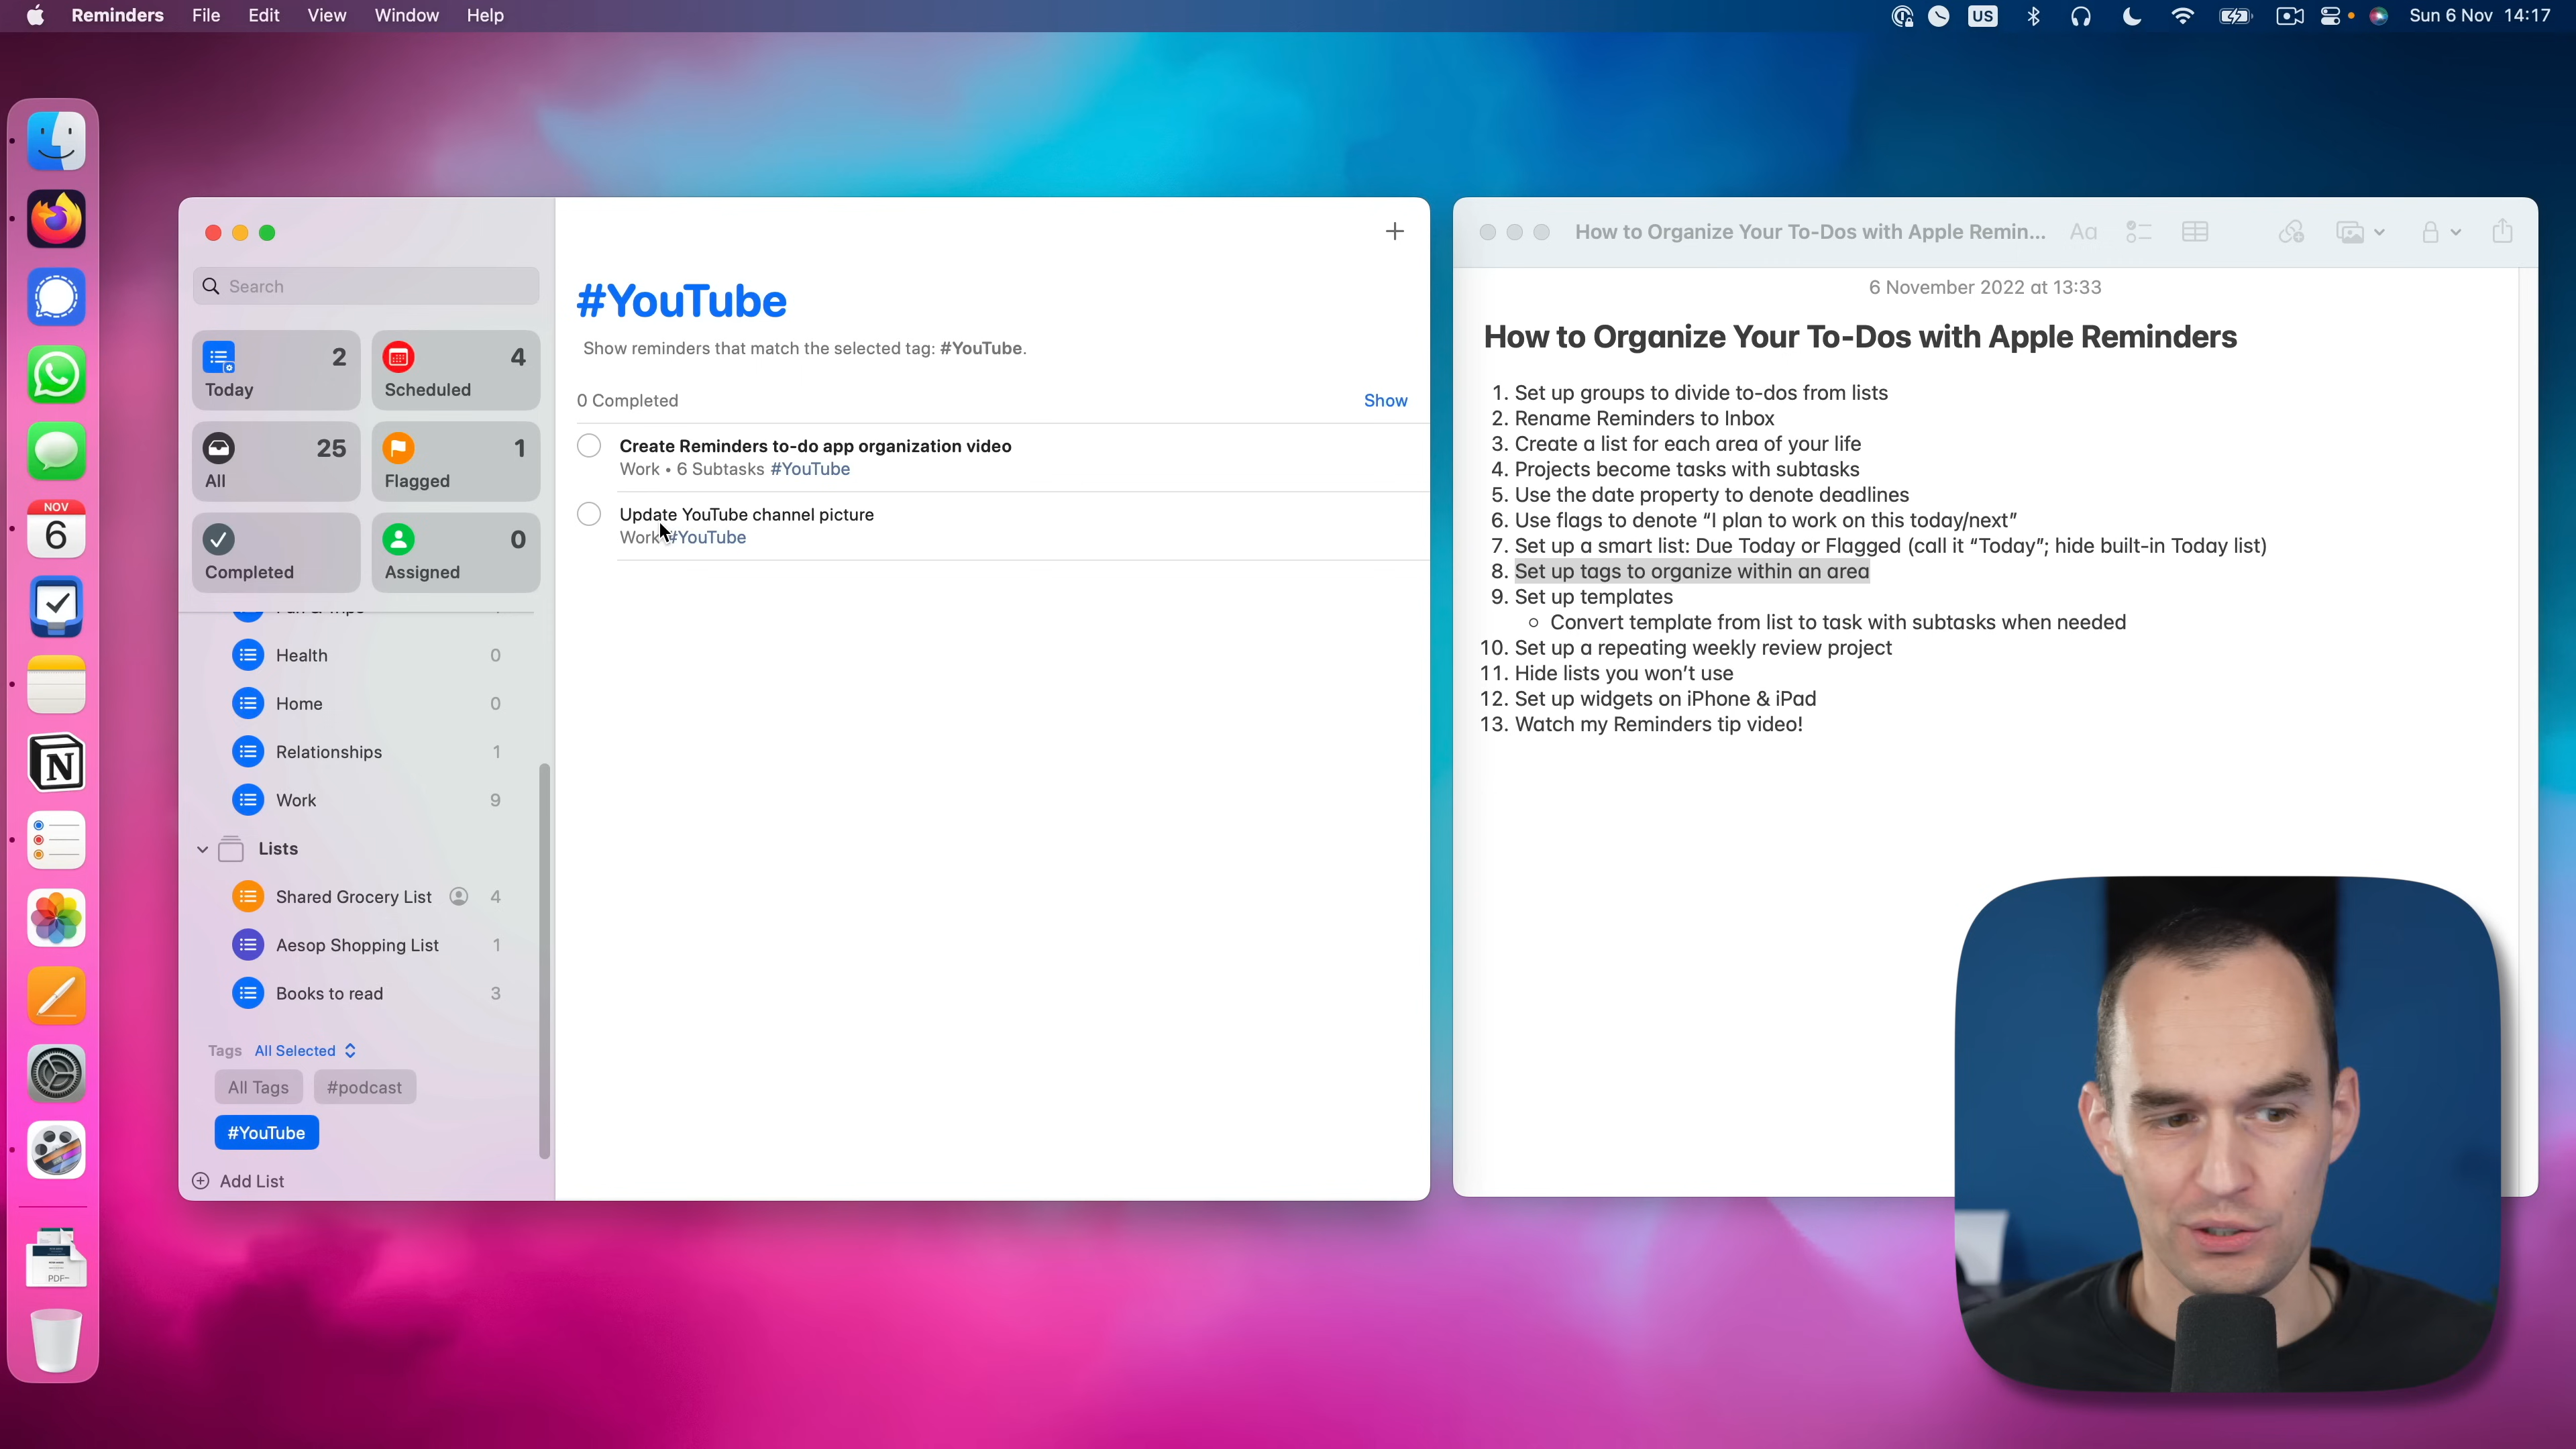 Reminders File Edit View Window Help
US Sun 6 Nov 14:17
NOV
6
PDF
Search
Today 2
Scheduled 4
All 25
Flagged 1
Completed
Assigned 0
Health 0
Home 0
Relationships 1
Work 9
Lists
Shared Grocery List 4
Aesop Shopping List 1
Books to read 3
Tags All Selected
All Tags #podcast
#YouTube
Add List
#YouTube
Show reminders that match the selected tag: #YouTube.
0 Completed Show
Create Reminders to-do app organization video
Work • 6 Subtasks #YouTube
Update YouTube channel picture
Work #YouTube
How to Organize Your To-Dos with Apple Remin... Aa
6 November 2022 at 13:33
How to Organize Your To-Dos with Apple Reminders
1. Set up groups to divide to-dos from lists
2. Rename Reminders to Inbox
3. Create a list for each area of your life
4. Projects become tasks with subtasks
5. Use the date property to denote deadlines
6. Use flags to denote “I plan to work on this today/next”
7. Set up a smart list: Due Today or Flagged (call it “Today”; hide built-in Today list)
8. Set up tags to organize within an area
9. Set up templates
Convert template from list to task with subtasks when needed
10. Set up a repeating weekly review project
11. Hide lists you won’t use
12. Set up widgets on iPhone & iPad
13. Watch my Reminders tip video!